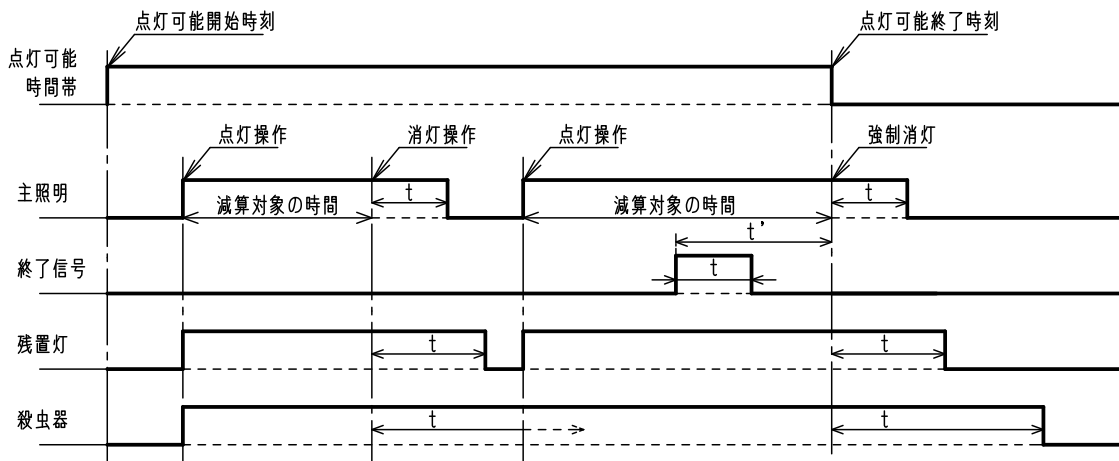 点灯可能開始時刻
点灯可能終了時刻
点灯可能
時間帯
点灯操作
消灯操作
点灯操作
強制消灯
主照明
t
t
減算対象の時間
減算対象の時間
t'
終了信号
t
残置灯
t
t
殺虫器
t
t